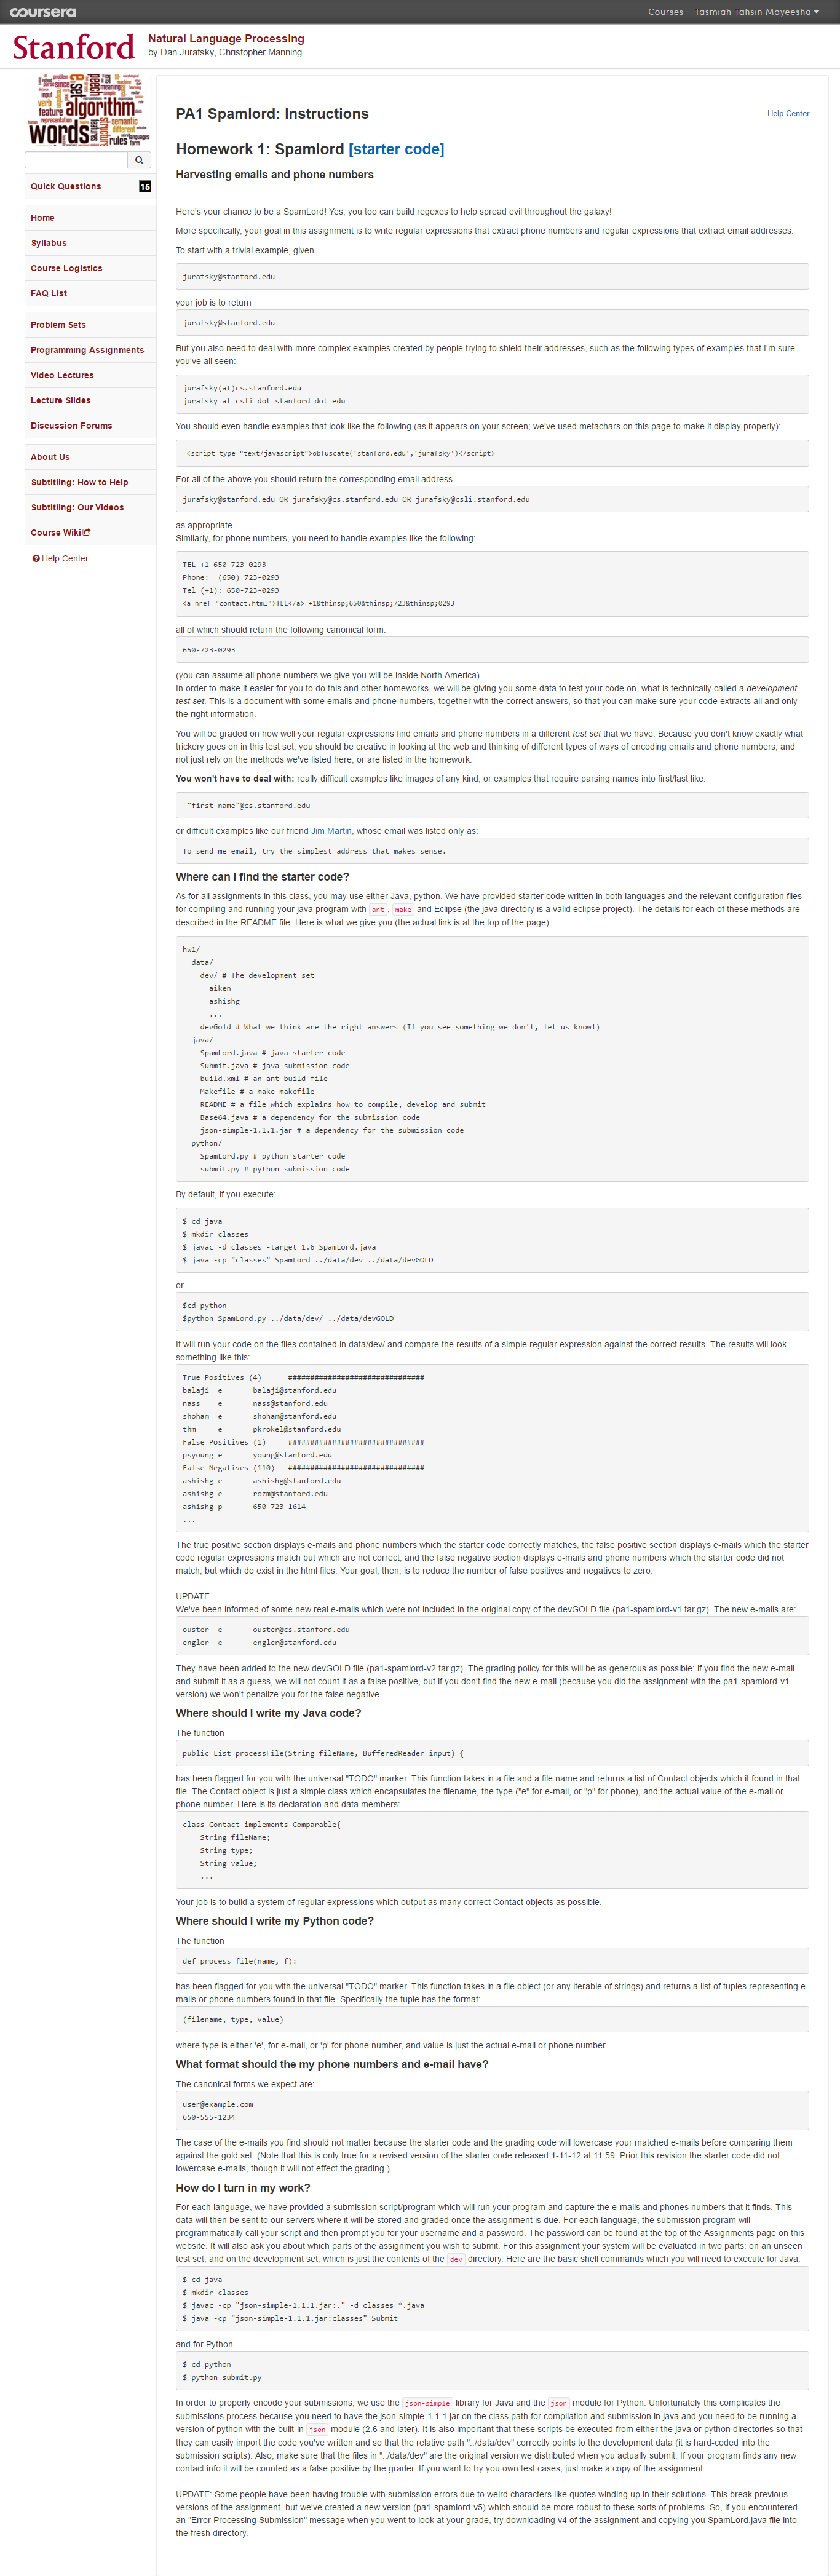 coursera
Courses Tasmiah Tahsin Mayeesha
Stanford
Natural Language Processing
by Dan Jurafsky, Christopher Manning
algorithm
words
feature
rules
semantic
different
PA1 Spamlord: Instructions
Help Center
Quick Questions 15
Home
Syllabus
Course Logistics
FAQ List
Problem Sets
Programming Assignments
Video Lectures
Lecture Slides
Discussion Forums
About Us
Subtitling: How to Help
Subtitling: Our Videos
Course Wiki
Help Center
Homework 1: Spamlord [starter code]
Harvesting emails and phone numbers
Here's your chance to be a SpamLord! Yes, you too can build regexes to help spread evil throughout the galaxy!
More specifically, your goal in this assignment is to write regular expressions that extract phone numbers and regular expressions that extract email addresses.
To start with a trivial example, given
jurafsky@stanford.edu
your job is to return
jurafsky@stanford.edu
But you also need to deal with more complex examples created by people trying to shield their addresses, such as the following types of examples that I'm sure
you've all seen:
jurafsky(at)cs.stanford.edu
jurafsky at csli dot stanford dot edu
You should even handle examples that look like the following (as it appears on your screen; we've used metachars on this page to make it display properly):
<script type="text/javascript">obfuscate('stanford.edu','jurafsky')</script>
For all of the above you should return the corresponding email address
jurafsky@stanford.edu OR jurafsky@cs.stanford.edu OR jurafsky@csli.stanford.edu
as appropriate.
Similarly, for phone numbers, you need to handle examples like the following:
TEL +1-650-723-0293
Phone:  (650) 723-0293
Tel (+1): 650-723-0293
<a href="contact.html">TEL</a> +1&thinsp;650&thinsp;723&thinsp;0293
all of which should return the following canonical form:
650-723-0293
(you can assume all phone numbers we give you will be inside North America).
In order to make it easier for you to do this and other homeworks, we will be giving you some data to test your code on, what is technically called a development
test set. This is a document with some emails and phone numbers, together with the correct answers, so that you can make sure your code extracts all and only
the right information.
You will be graded on how well your regular expressions find emails and phone numbers in a different test set that we have. Because you don't know exactly what
trickery goes on in this test set, you should be creative in looking at the web and thinking of different types of ways of encoding emails and phone numbers, and
not just rely on the methods we've listed here, or are listed in the homework.
You won't have to deal with: really difficult examples like images of any kind, or examples that require parsing names into first/last like:
"first name"@cs.stanford.edu
or difficult examples like our friend Jim Martin, whose email was listed only as:
To send me email, try the simplest address that makes sense.
Where can I find the starter code?
As for all assignments in this class, you may use either Java, python. We have provided starter code written in both languages and the relevant configuration files
for compiling and running your java program with ant, make and Eclipse (the java directory is a valid eclipse project). The details for each of these methods are
described in the README file. Here is what we give you (the actual link is at the top of the page) :
hw1/
data/
dev/ # The development set
aiken
ashishg
...
devGold # What we think are the right answers (If you see something we don't, let us know!)
java/
SpamLord.java # java starter code
Submit.java # java submission code
build.xml # an ant build file
Makefile # a make makefile
README # a file which explains how to compile, develop and submit
Base64.java # a dependency for the submission code
json-simple-1.1.1.jar # a dependency for the submission code
python/
SpamLord.py # python starter code
submit.py # python submission code
By default, if you execute:
$ cd java
$ mkdir classes
$ javac -d classes -target 1.6 SpamLord.java
$ java -cp "classes" SpamLord ../data/dev ../data/devGOLD
or
$cd python
$python SpamLord.py ../data/dev/ ../data/devGOLD
It will run your code on the files contained in data/dev/ and compare the results of a simple regular expression against the correct results. The results will look
something like this:
True Positives (4) ###############################
balaji e balaji@stanford.edu
nass e nass@stanford.edu
shoham e shoham@stanford.edu
thm e pkrokel@stanford.edu
False Positives (1) ###############################
psyoung e young@stanford.edu
False Negatives (110) ###############################
ashishg e ashishg@stanford.edu
ashishg e rozm@stanford.edu
ashishg p 650-723-1614
...
The true positive section displays e-mails and phone numbers which the starter code correctly matches, the false positive section displays e-mails which the starter
code regular expressions match but which are not correct, and the false negative section displays e-mails and phone numbers which the starter code did not
match, but which do exist in the html files. Your goal, then, is to reduce the number of false positives and negatives to zero.
UPDATE:
We've been informed of some new real e-mails which were not included in the original copy of the devGOLD file (pa1-spamlord-v1.tar.gz). The new e-mails are:
ouster e ouster@cs.stanford.edu
engler e engler@stanford.edu
They have been added to the new devGOLD file (pa1-spamlord-v2.tar.gz). The grading policy for this will be as generous as possible: if you find the new e-mail
and submit it as a guess, we will not count it as a false positive, but if you don't find the new e-mail (because you did the assignment with the pa1-spamlord-v1
version) we won't penalize you for the false negative.
Where should I write my Java code?
The function
public List processFile(String fileName, BufferedReader input) {
has been flagged for you with the universal "TODO" marker. This function takes in a file and a file name and returns a list of Contact objects which it found in that
file. The Contact object is just a simple class which encapsulates the filename, the type ("e" for e-mail, or "p" for phone), and the actual value of the e-mail or
phone number. Here is its declaration and data members:
class Contact implements Comparable{
String fileName;
String type;
String value;
...
Your job is to build a system of regular expressions which output as many correct Contact objects as possible.
Where should I write my Python code?
The function
def process_file(name, f):
has been flagged for you with the universal "TODO" marker. This function takes in a file object (or any iterable of strings) and returns a list of tuples representing e-
mails or phone numbers found in that file. Specifically the tuple has the format:
(filename, type, value)
where type is either 'e', for e-mail, or 'p' for phone number, and value is just the actual e-mail or phone number.
What format should the my phone numbers and e-mail have?
The canonical forms we expect are:
user@example.com
650-555-1234
The case of the e-mails you find should not matter because the starter code and the grading code will lowercase your matched e-mails before comparing them
against the gold set. (Note that this is only true for a revised version of the starter code released 1-11-12 at 11:59. Prior this revision the starter code did not
lowercase e-mails, though it will not effect the grading.)
How do I turn in my work?
For each language, we have provided a submission script/program which will run your program and capture the e-mails and phones numbers that it finds. This
data will then be sent to our servers where it will be stored and graded once the assignment is due. For each language, the submission program will
programmatically call your script and then prompt you for your username and a password. The password can be found at the top of the Assignments page on this
website. It will also ask you about which parts of the assignment you wish to submit. For this assignment your system will be evaluated in two parts: on an unseen
test set, and on the development set, which is just the contents of the dev directory. Here are the basic shell commands which you will need to execute for Java:
$ cd java
$ mkdir classes
$ javac -cp "json-simple-1.1.1.jar:." -d classes *.java
$ java -cp "json-simple-1.1.1.jar:classes" Submit
and for Python
$ cd python
$ python submit.py
In order to properly encode your submissions, we use the json-simple library for Java and the json module for Python. Unfortunately this complicates the
submissions process because you need to have the json-simple-1.1.1.jar on the class path for compilation and submission in java and you need to be running a
version of python with the built-in json module (2.6 and later). It is also important that these scripts be executed from either the java or python directories so that
they can easily import the code you've written and so that the relative path "../data/dev" correctly points to the development data (it is hard-coded into the
submission scripts). Also, make sure that the files in "../data/dev" are the original version we distributed when you actually submit. If your program finds any new
contact info it will be counted as a false positive by the grader. If you want to try you own test cases, just make a copy of the assignment.
UPDATE: Some people have been having trouble with submission errors due to weird characters like quotes winding up in their solutions. This break previous
versions of the assignment, but we've created a new version (pa1-spamlord-v5) which should be more robust to these sorts of problems. So, if you encountered
an "Error Processing Submission" message when you went to look at your grade, try downloading v4 of the assignment and copying you SpamLord.java file into
the fresh directory.